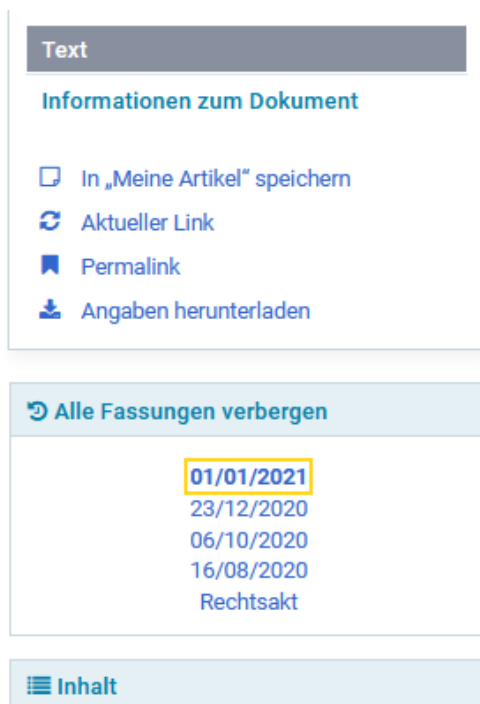 Text
Informationen zum Dokument
In „Meine Artikel“ speichern
Aktueller Link
Permalink
Angaben herunterladen
Alle Fassungen verbergen
01/01/2021
23/12/2020
06/10/2020
16/08/2020
Rechtsakt
Inhalt